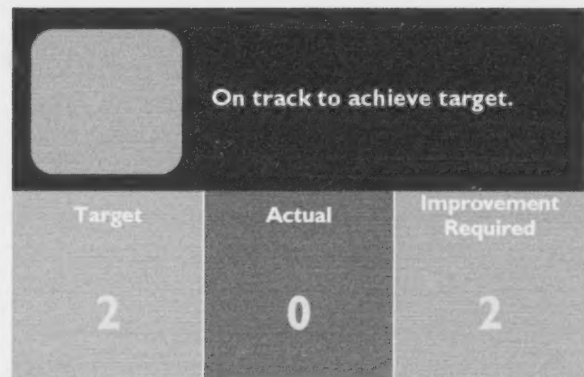 On track to achieve target.
Target
Actual
Improvement
Required
2
0
2